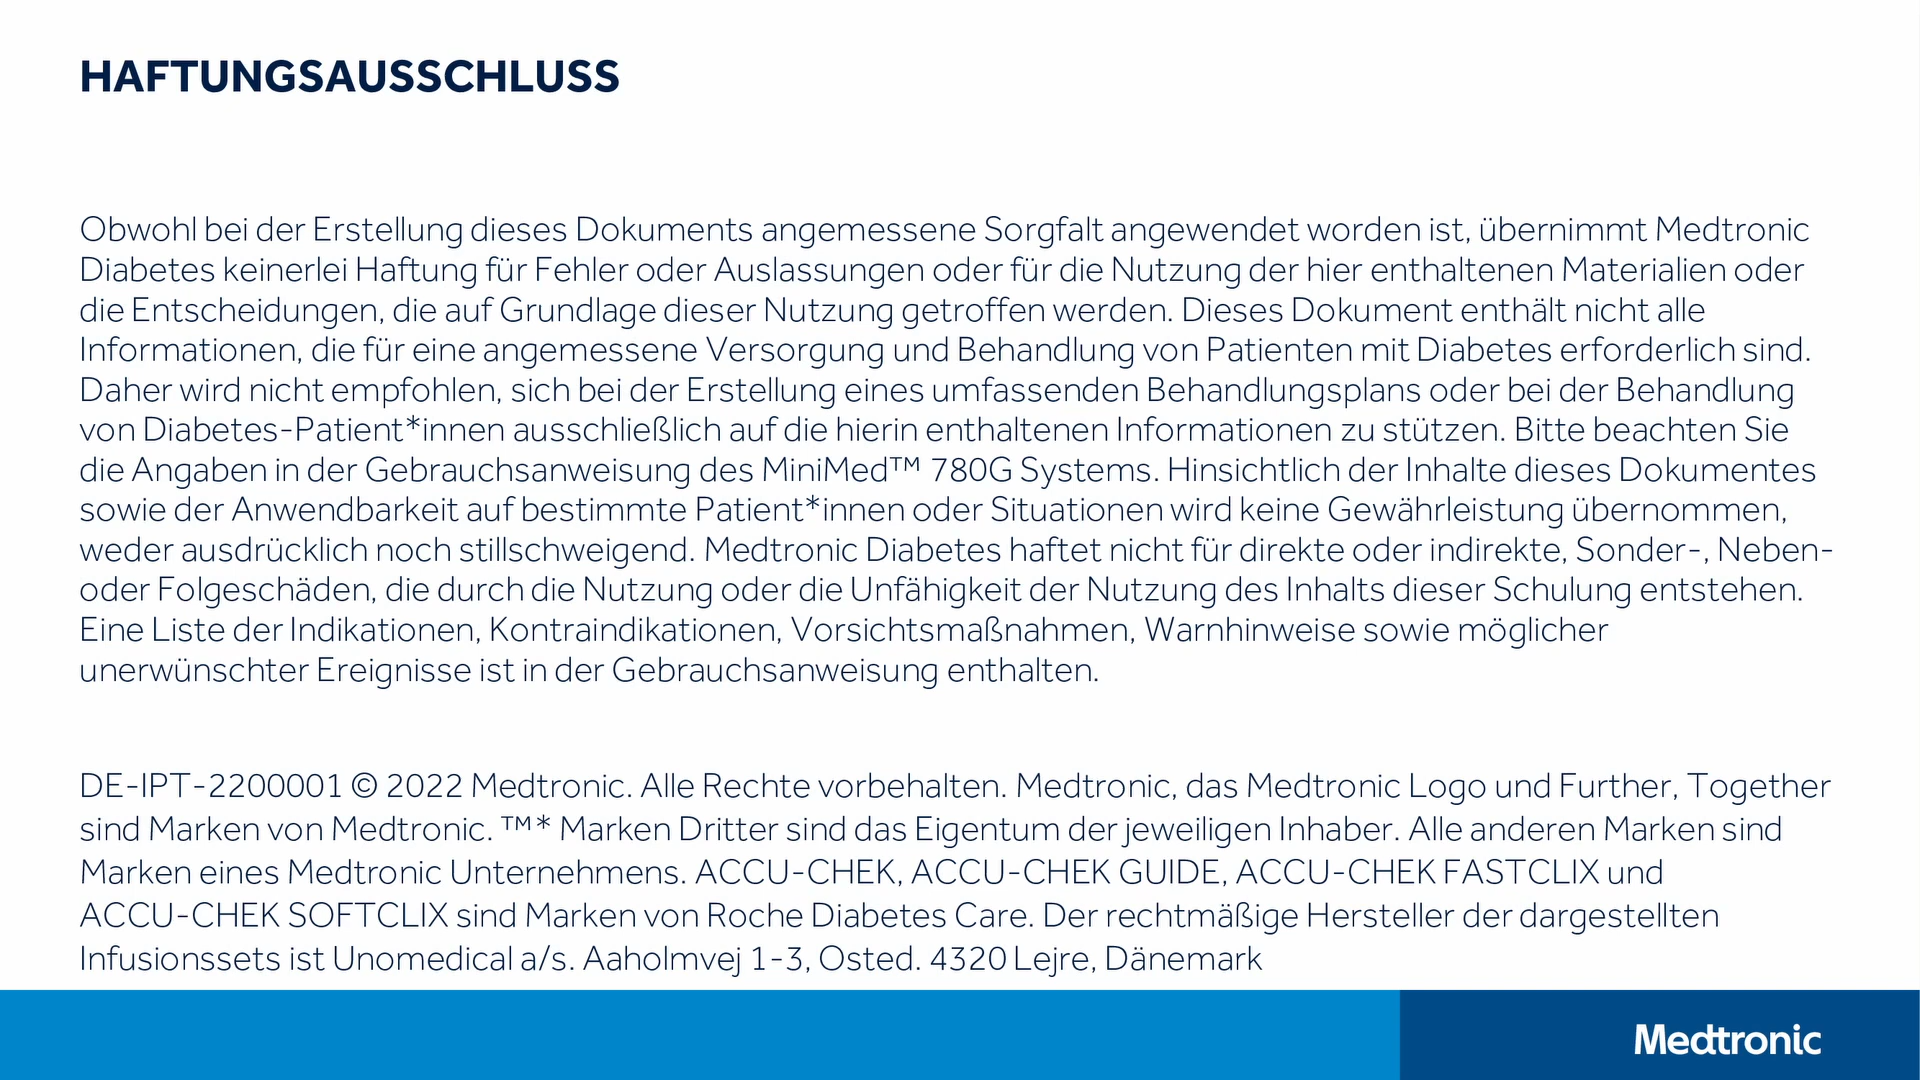 HAFTUNGSAUSSCHLUSS
Obwohl bei der Erstellung dieses Dokuments angemessene Sorgfalt angewendet worden ist, übernimmt Medtronic
Diabetes keinerlei Haftung für Fehler oder Auslassungen oder für die Nutzung der hier enthaltenen Materialien oder
die Entscheidungen, die auf Grundlage dieser Nutzung getroffen werden. Dieses Dokument enthält nicht alle
Informationen, die für eine angemessene Versorgung und Behandlung von Patienten mit Diabetes erforderlich sind.
Daher wird nicht empfohlen, sich bei der Erstellung eines umfassenden Behandlungsplans oder bei der Behandlung
von Diabetes-Patient*innen ausschließlich auf die hierin enthaltenen Informationen zu stützen. Bitte beachten Sie
die Angaben in der Gebrauchsanweisung des MiniMed™ 780G Systems. Hinsichtlich der Inhalte dieses Dokumentes
sowie der Anwendbarkeit auf bestimmte Patient*innen oder Situationen wird keine Gewährleistung übernommen,
weder ausdrücklich noch stillschweigend. Medtronic Diabetes haftet nicht für direkte oder indirekte, Sonder-, Neben-
oder Folgeschäden, die durch die Nutzung oder die Unfähigkeit der Nutzung des Inhalts dieser Schulung entstehen.
Eine Liste der Indikationen, Kontraindikationen, Vorsichtsmaßnahmen, Warnhinweise sowie möglicher
unerwünschter Ereignisse ist in der Gebrauchsanweisung enthalten.
DE-IPT-2200001 © 2022 Medtronic. Alle Rechte vorbehalten. Medtronic, das Medtronic Logo und Further, Together
sind Marken von Medtronic. ™* Marken Dritter sind das Eigentum der jeweiligen Inhaber. Alle anderen Marken sind
Marken eines Medtronic Unternehmens. ACCU-CHEK, ACCU-CHEK GUIDE, ACCU-CHEK FASTCLIX und
ACCU-CHEK SOFTCLIX sind Marken von Roche Diabetes Care. Der rechtmäßige Hersteller der dargestellten
Infusionssets ist Unomedical a/s. Aaholmvej 1-3, Osted. 4320 Lejre, Dänemark
Medtronic